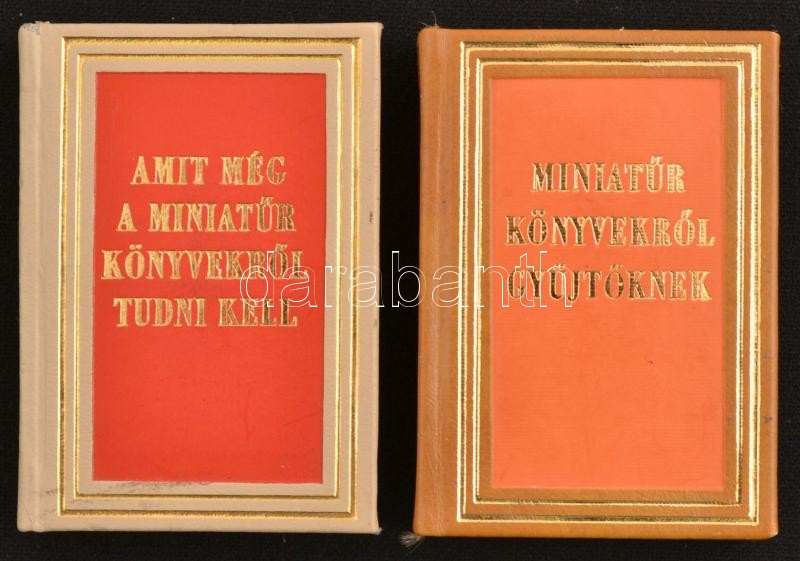 AMIT MÉG
A MINIATŰR
KÖNYVEKRŐL
TUDNI KELL
MINIATŰR
KÖNYVEKRŐL
GYŰJTŐKNEK
darabanth